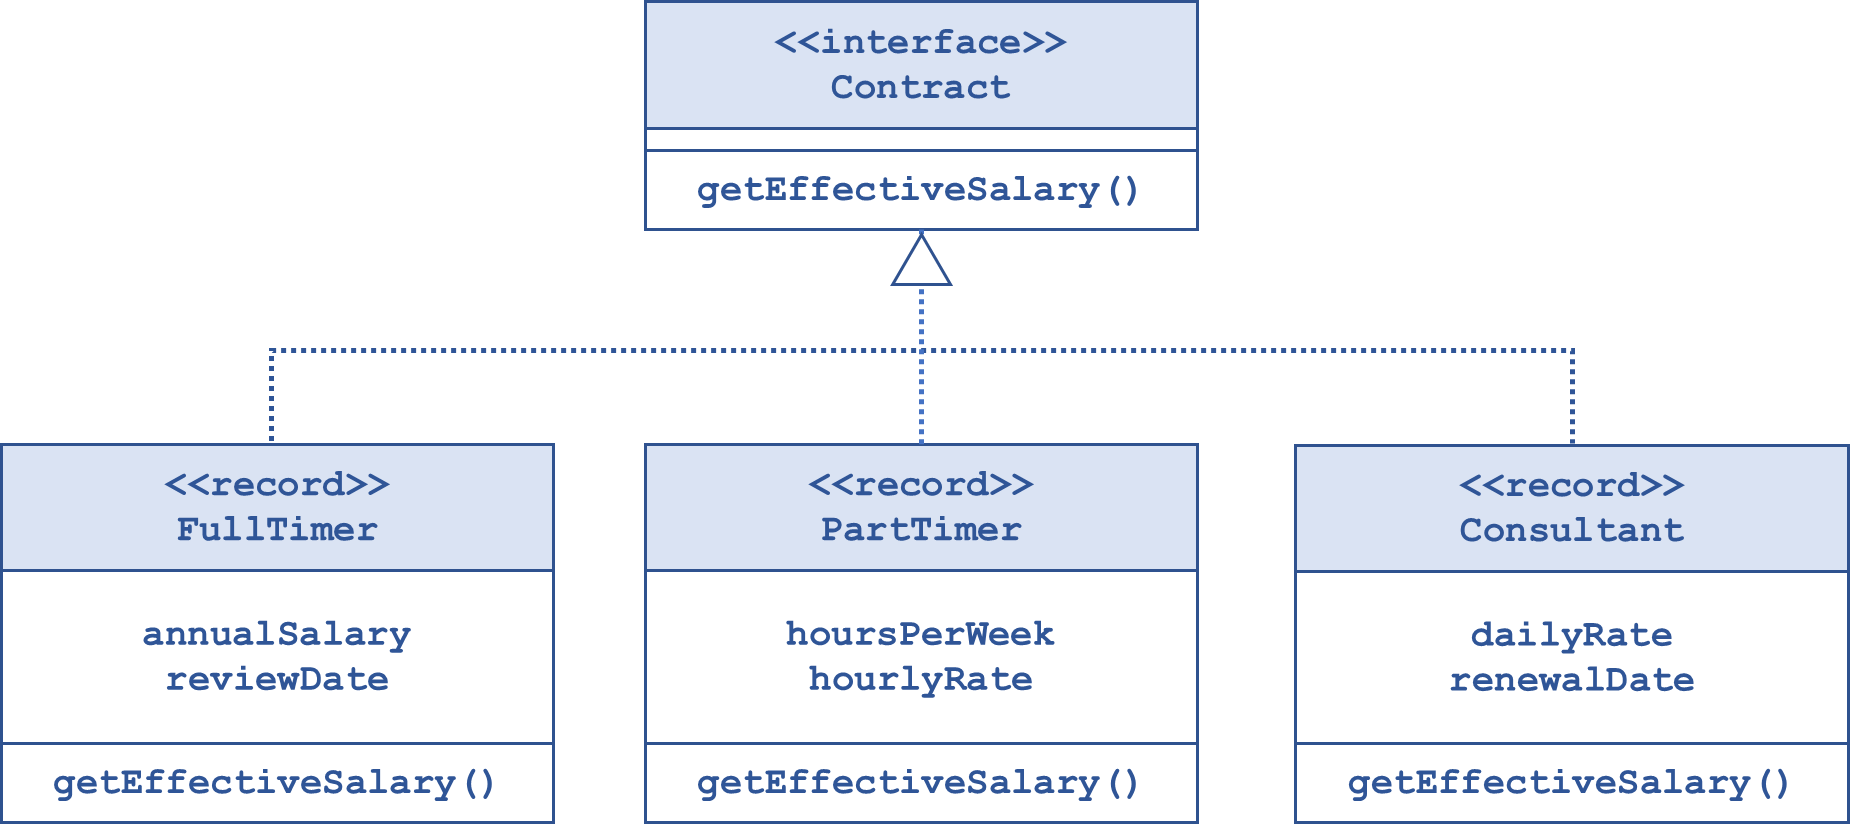 <<interface>>
Contract
getEffectiveSalary()
<<record>>
FullTimer
annualSalary
reviewDate
getEffectiveSalary()
<<record>>
PartTimer
hoursPerWeek
hourlyRate
getEffectiveSalary()
<<record>>
Consultant
dailyRate
renewalDate
getEffectiveSalary()